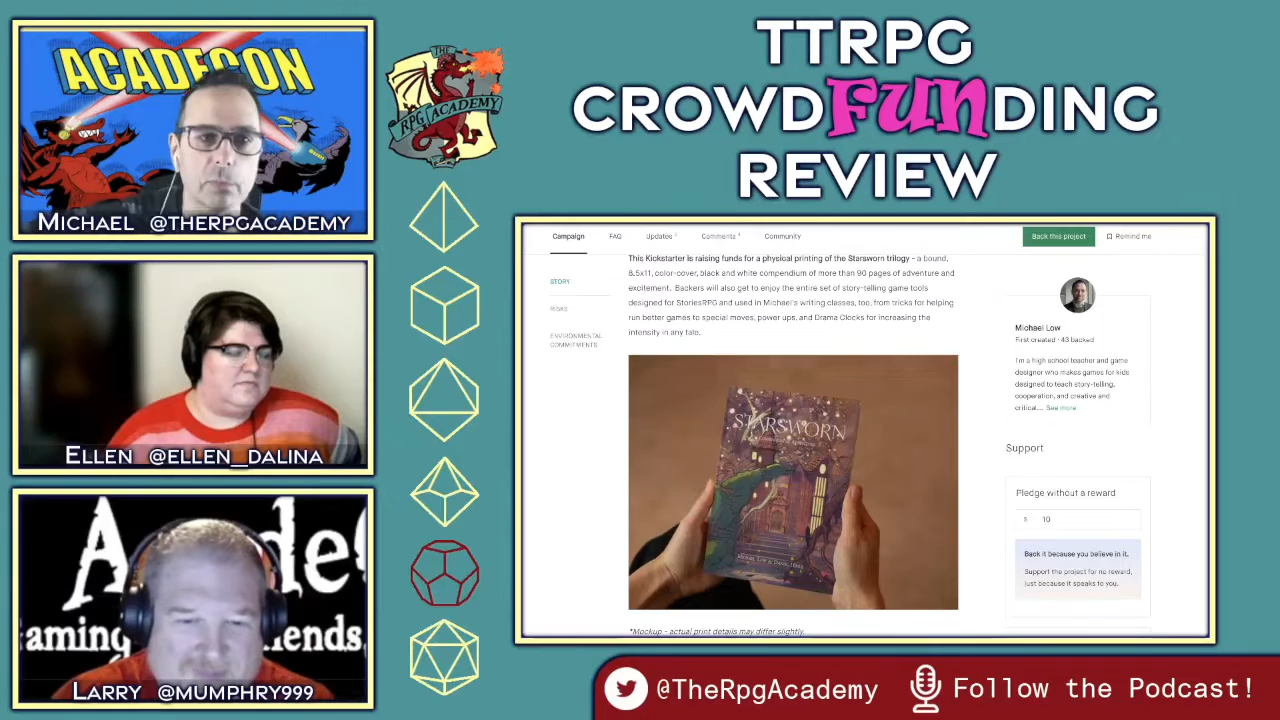 ACADECON
MICHAEL @THERPGACADEMY
ELLEN @ELLEN_DALINA
LARRY @MUMPHRY999
THE
RPG ACADEMY
TTRPG
CROWDFUNDING
REVIEW
Campaign
FAQ
Updates
Comments
Community
Back this project
Remind me
STORY
RISKS
ENVIRONMENTAL
COMMITMENTS
This Kickstarter is raising funds for a physical printing of the Starsworn trilogy - a bound,
8.5x11, color-cover, black and white compendium of more than 90 pages of adventure and
excitement. Backers will also get to enjoy the entire set of story-telling game tools
designed for StoriesRPG and used in Michael's writing classes, too, from tricks for helping
run better games to special moves, power ups, and Drama Clocks for increasing the
intensity in any tale.
STARSWORN
*Mockup - actual print details may differ slightly.
Michael Low
First created · 43 backed
I'm a high school teacher and game
designer who makes games for kids
designed to teach story-telling,
cooperation, and creative and
critical... See more
Support
Pledge without a reward
$ 10
Back it because you believe in it.
Support the project for no reward,
just because it speaks to you.
@TheRpgAcademy
Follow the Podcast!